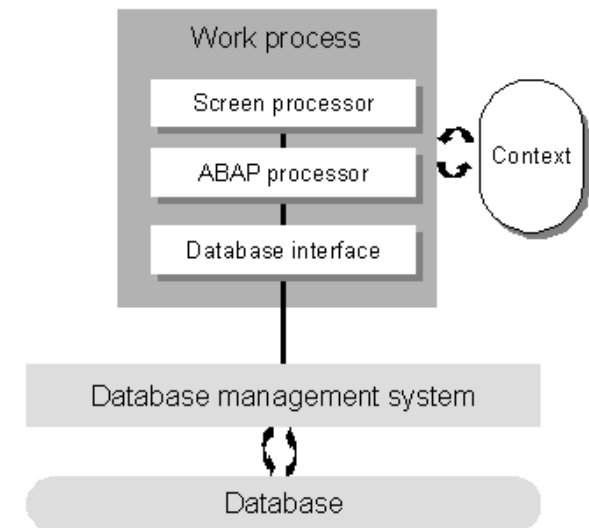 Work process
Screen processor
ABAP processor
Context
Database interface
Database management system
Database